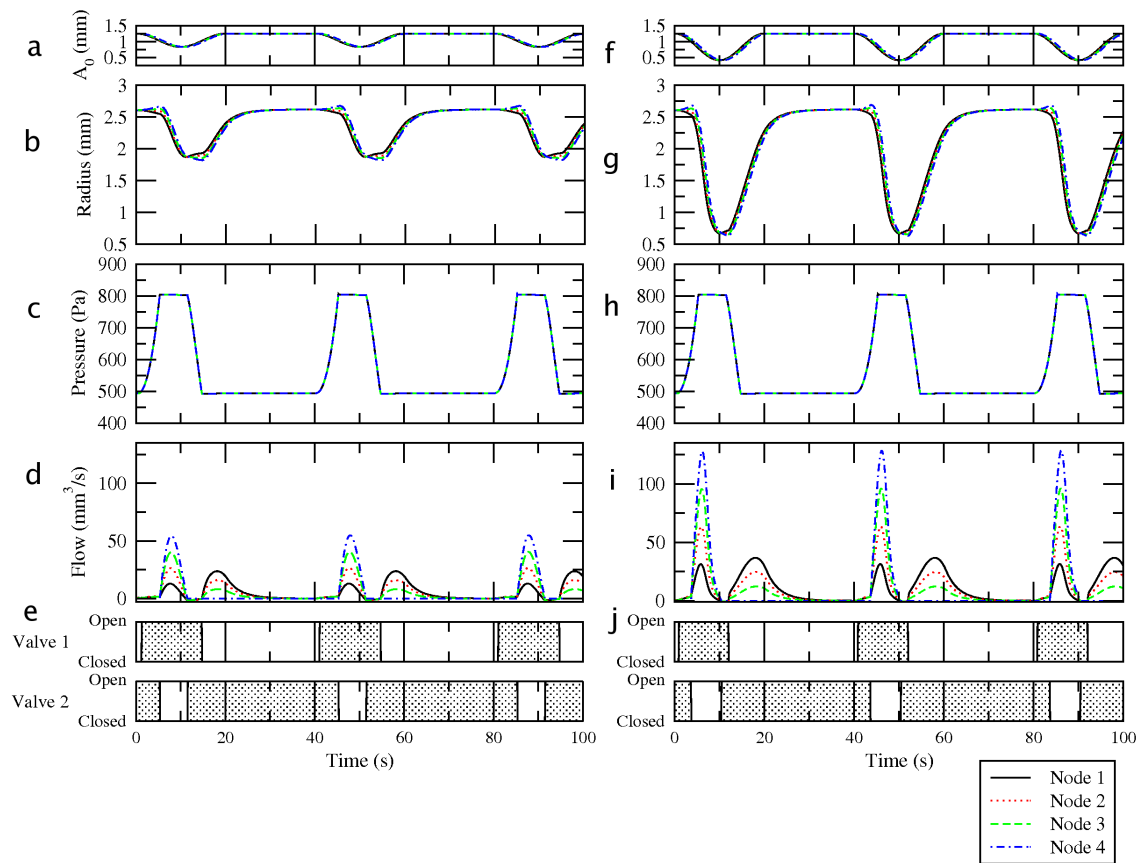 a
A0 (mm)
1.5
1
0.5
f
1.5
1
0.5
b
Radius (mm)
3
2.5
2
1.5
1
0.5
g
3
2.5
2
1.5
1
0.5
c
Pressure (Pa)
900
800
700
600
500
400
h
900
800
700
600
500
400
d
Flow (mm³/s)
100
50
0
i
100
50
0
e
Valve 1
Open
Closed
j
Open
Closed
Valve 2
Open
Closed
Open
Closed
0 20 40 60 80 100
0 20 40 60 80 100
Time (s)
Time (s)
Node 1
Node 2
Node 3
Node 4